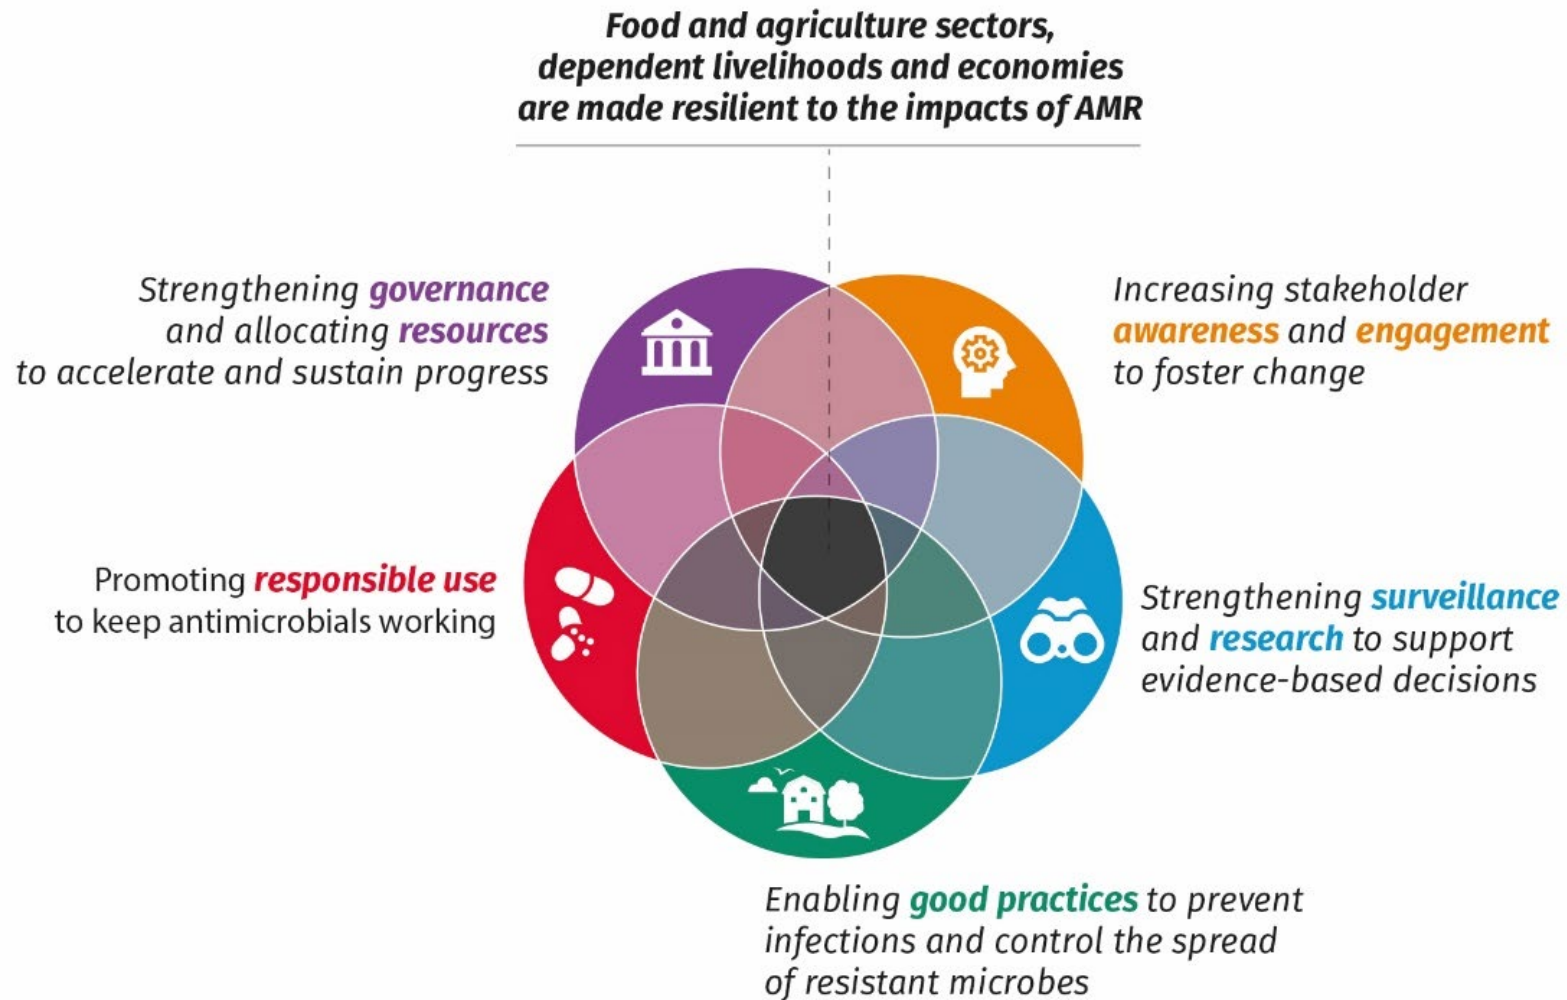 Food and agriculture sectors,
dependent livelihoods and economies
are made resilient to the impacts of AMR
Strengthening governance
and allocating resources
to accelerate and sustain progress
Increasing stakeholder
awareness and engagement
to foster change
Promoting responsible use
to keep antimicrobials working
Strengthening surveillance
and research to support
evidence-based decisions
Enabling good practices to prevent
infections and control the spread
of resistant microbes